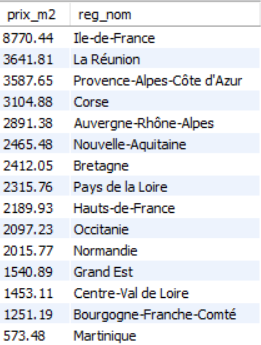 prix_m2 reg_nom
8770.44 Ile-de-France
3641.81 La Réunion
3587.65 Provence-Alpes-Côte d'Azur
3104.88 Corse
2891.38 Auvergne-Rhône-Alpes
2465.48 Nouvelle-Aquitaine
2412.05 Bretagne
2315.76 Pays de la Loire
2189.93 Hauts-de-France
2097.23 Occitanie
2015.77 Normandie
1540.89 Grand Est
1453.11 Centre-Val de Loire
1251.19 Bourgogne-Franche-Comté
573.48 Martinique